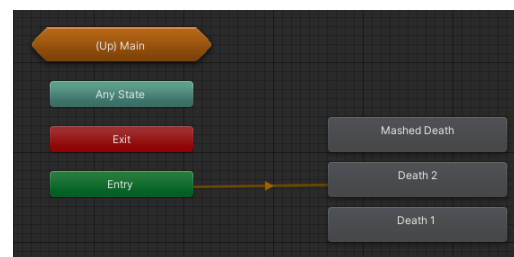 (Up) Main
Any State
Exit
Entry
Mashed Death
Death 2
Death 1